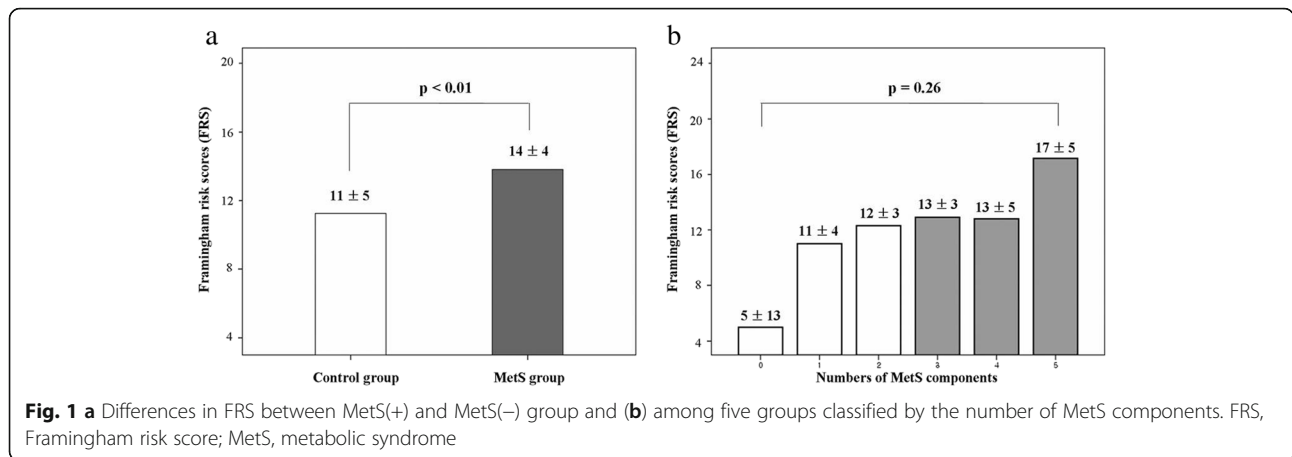 a
20
16
12
8
4
Framingham risk scores (FRS)
p < 0.01
11 ± 5
14 ± 4
Control group
MetS group
b
24
20
16
12
8
4
Framingham risk scores (FRS)
p = 0.26
5 ± 13
11 ± 4
12 ± 3
13 ± 3
13 ± 5
17 ± 5
0 1 2 3 4 5
Numbers of MetS components
Fig. 1 a Differences in FRS between MetS(+) and MetS(−) group and (b) among five groups classified by the number of MetS components. FRS,
Framingham risk score; MetS, metabolic syndrome